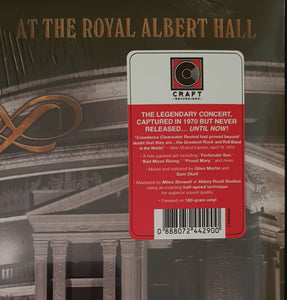 AT THE ROYAL ALBERT HALL
CRAFT
RECORDINGS
THE LEGENDARY CONCERT,
CAPTURED IN 1970 BUT NEVER
RELEASED... UNTIL NOW!
"Creedence Clearwater Revival had proved beyond
doubt that they are... the Greatest Rock and Roll Band
in the World." – New Musical Express, April 18, 1970
• A hits-packed set including "Fortunate Son,"
"Bad Moon Rising," "Proud Mary," and more
• Mixed and restored by Giles Martin and
Sam Okell
• Mastered by Miles Showell at Abbey Road Studios
using an exacting half-speed technique
for superior sound quality
• Pressed on 180-gram vinyl
0 888072 442900